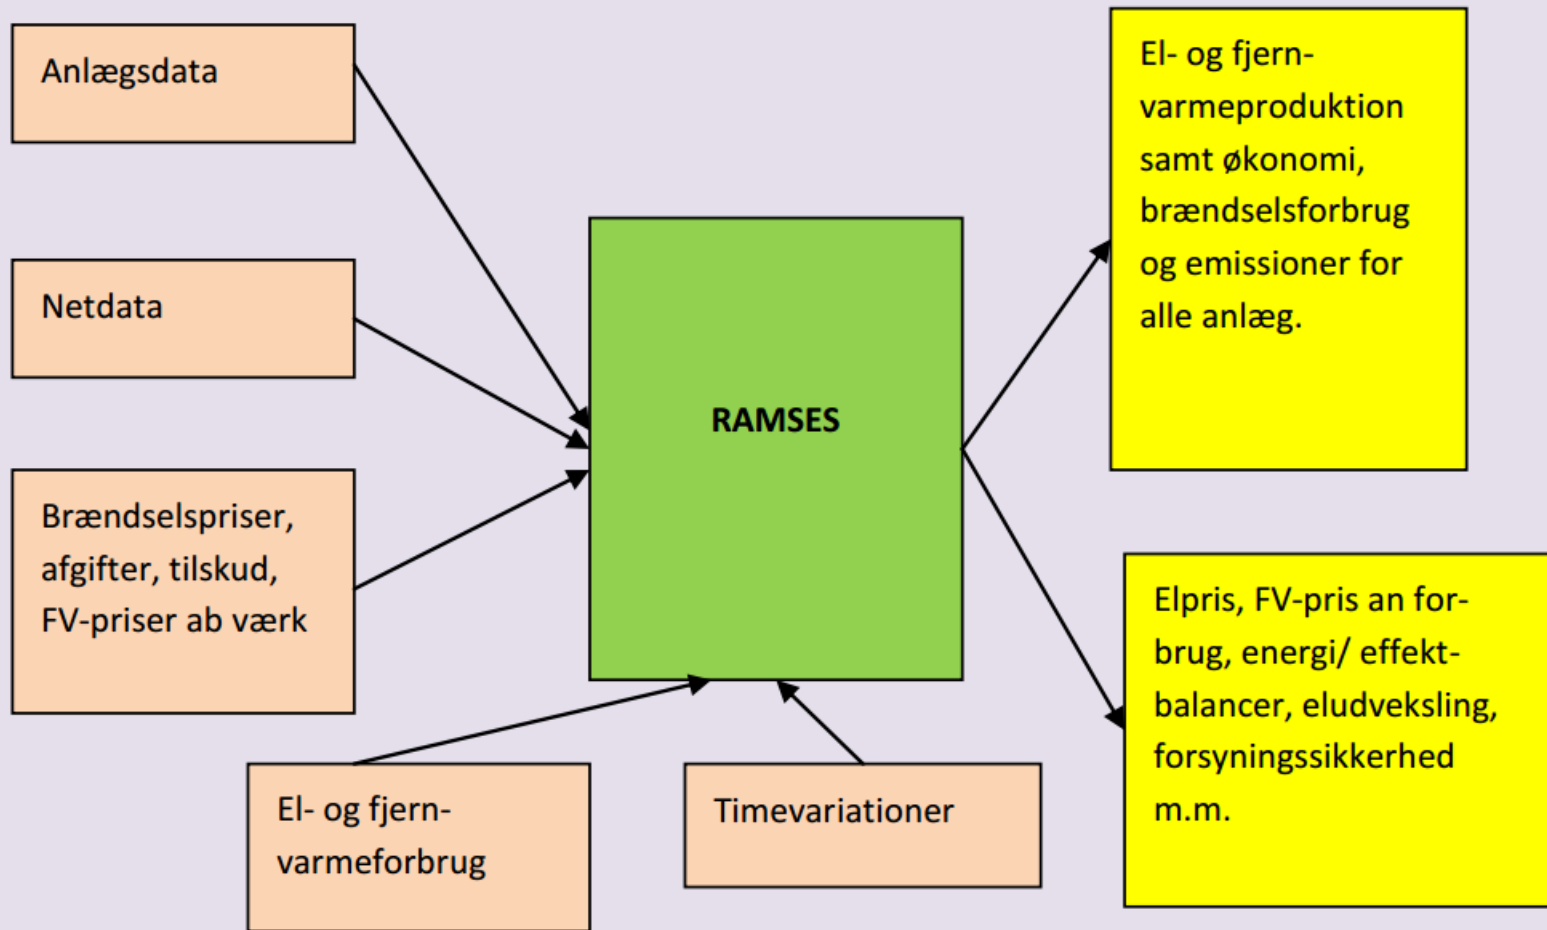 Anlægsdata
Netdata
Brændselspriser,
afgifter, tilskud,
FV-priser ab værk
El- og fjern-
varmeforbrug
Timevariationer
RAMSES
El- og fjern-
varmeproduktion
samt økonomi,
brændselsforbrug
og emissioner for
alle anlæg.
Elpris, FV-pris an for-
brug, energi/ effekt-
balancer, eludveksling,
forsyningssikkerhed
m.m.